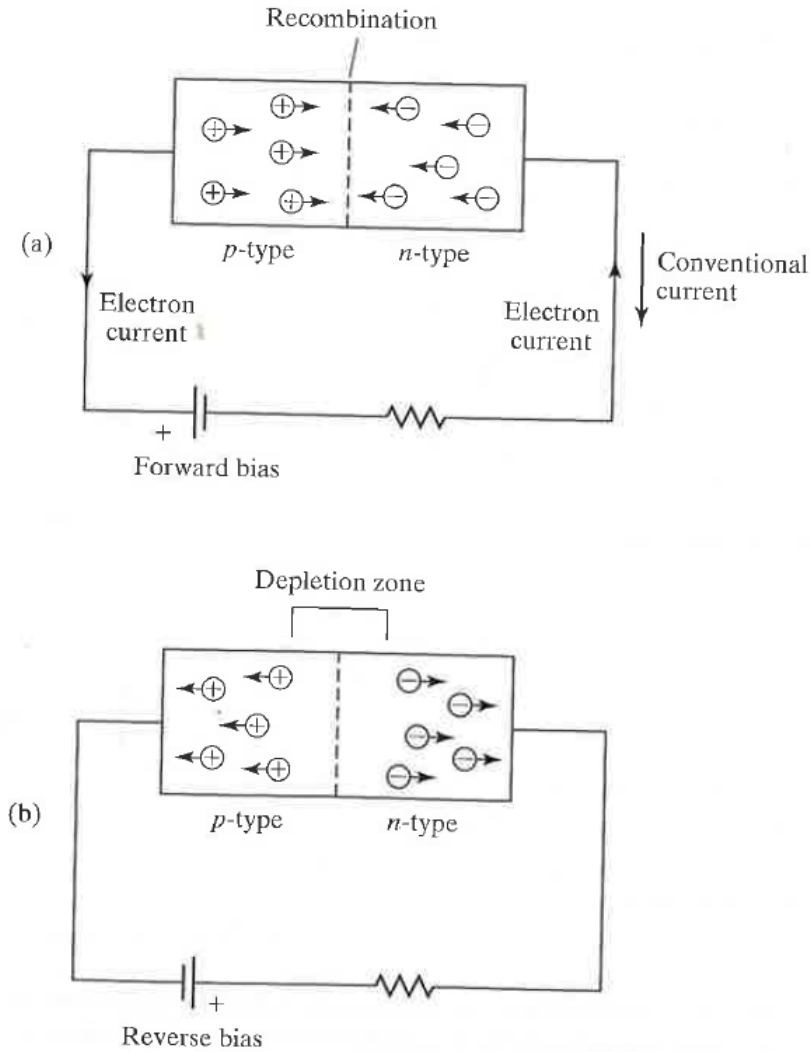 Recombination
p-type
n-type
(a)
Conventional
current
Electron
current
Electron
current
+
Forward bias
Depletion zone
p-type
n-type
(b)
+
Reverse bias